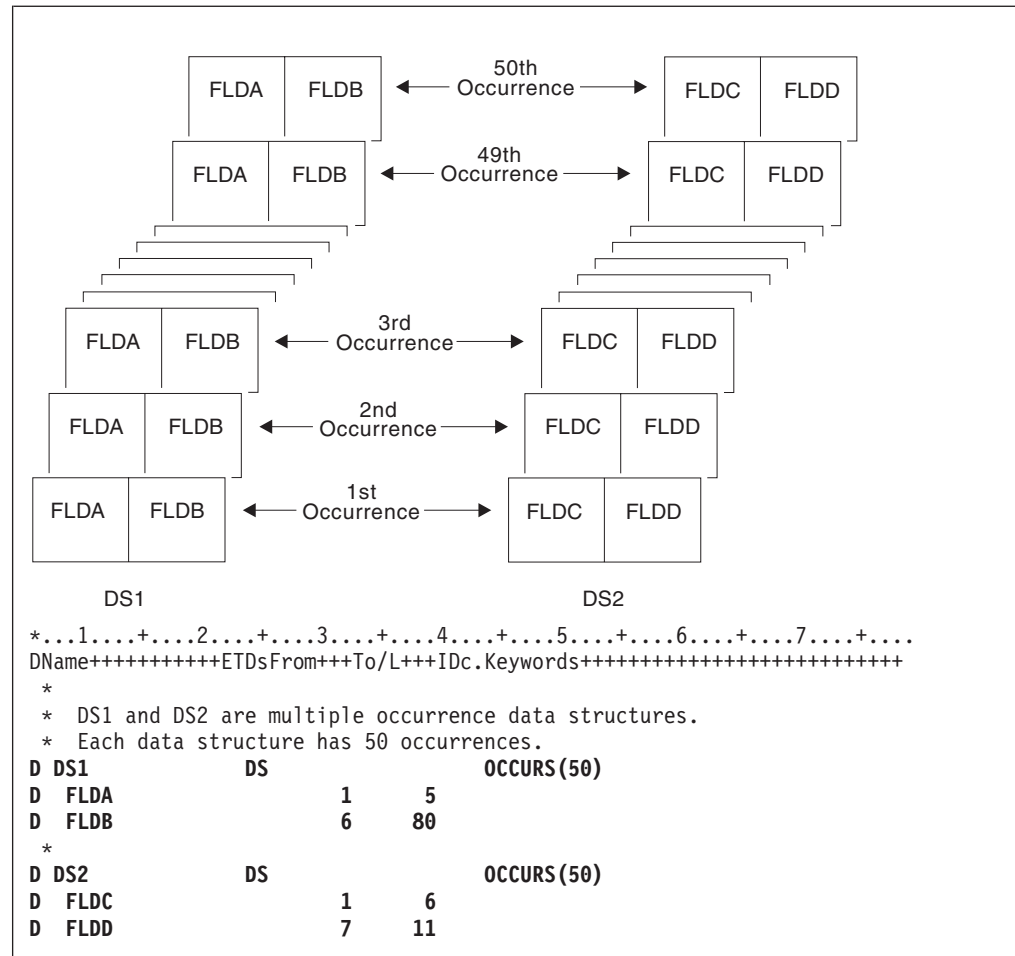 50th
FLDA FLDB Occurrence FLDC FLDD
49th
FLDA FLDB Occurrence FLDC FLDD
3rd
FLDA FLDB Occurrence FLDC FLDD
2nd
FLDA FLDB Occurrence FLDC FLDD
1st
FLDA FLDB Occurrence FLDC FLDD
DS1 DS2
*...1....+....2....+....3....+....4....+....5....+....6....+....7....+....
DName+++++++++++ETDsFrom+++To/L+++IDc.Keywords+++++++++++++++++++++++++++
*
*  DS1 and DS2 are multiple occurrence data structures.
*  Each data structure has 50 occurrences.
D DS1             DS                  OCCURS(50)
D  FLDA                   1      5
D  FLDB                   6     80
*
D DS2             DS                  OCCURS(50)
D  FLDC                   1      6
D  FLDD                   7     11